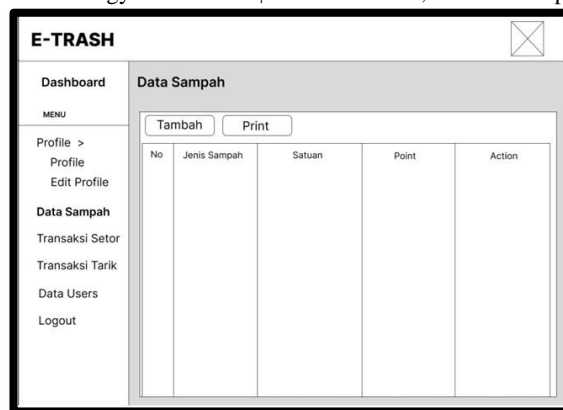 E-TRASH
Dashboard
MENU
Profile >
Profile
Edit Profile
Data Sampah
Transaksi Setor
Transaksi Tarik
Data Users
Logout
Data Sampah
Tambah Print
No Jenis Sampah Satuan Point Action